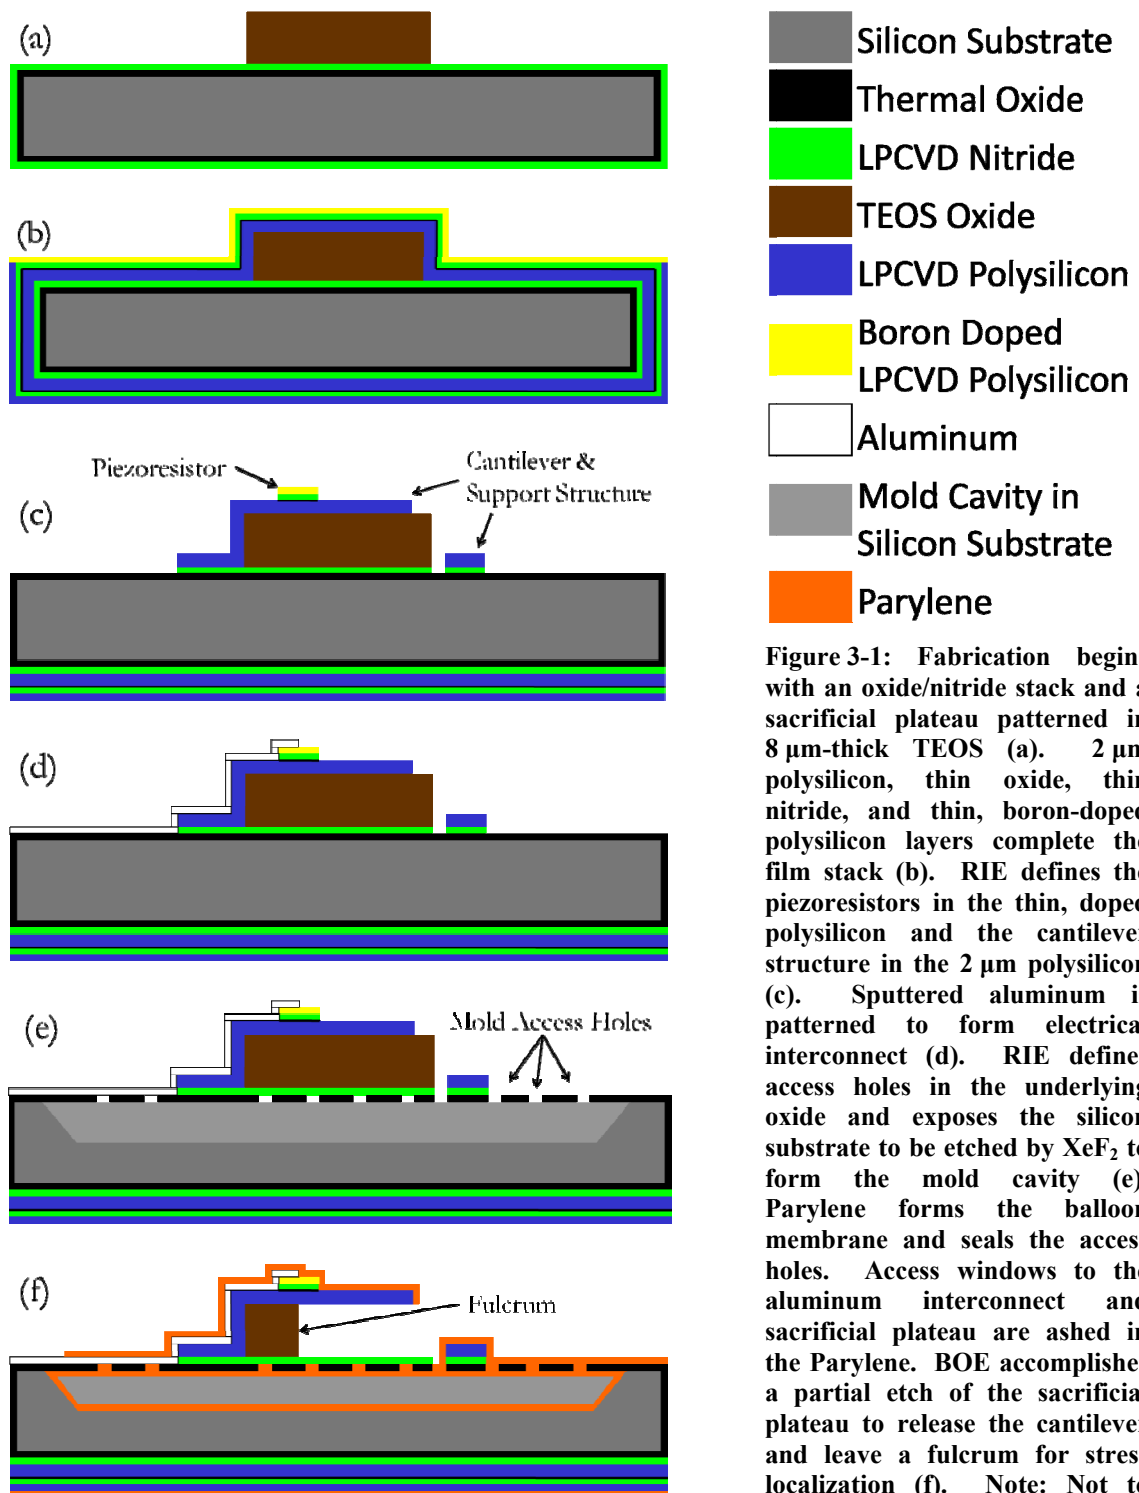 (a)
(b)
(c)
Piezoresistor
Cantilever &
Support Structure
(d)
(e)
Mold Access Holes
(f)
Fulcrum
Silicon Substrate
Thermal Oxide
LPCVD Nitride
TEOS Oxide
LPCVD Polysilicon
Boron Doped
LPCVD Polysilicon
Aluminum
Mold Cavity in
Silicon Substrate
Parylene
Figure 3-1: Fabrication begin
with an oxide/nitride stack and a
sacrificial plateau patterned in
8 µm-thick TEOS (a). 2 µm
polysilicon, thin oxide, thin
nitride, and thin, boron-doped
polysilicon layers complete the
film stack (b). RIE defines the
piezoresistors in the thin, doped
polysilicon and the cantilever
structure in the 2 µm polysilicon
(c). Sputtered aluminum i
patterned to form electrica
interconnect (d). RIE define
access holes in the underlying
oxide and exposes the silicon
substrate to be etched by XeF2 to
form the mold cavity (e)
Parylene forms the balloon
membrane and seals the acces
holes. Access windows to the
aluminum interconnect and
sacrificial plateau are ashed in
the Parylene. BOE accomplishe
a partial etch of the sacrificia
plateau to release the cantilever
and leave a fulcrum for stres
localization (f). Note: Not to